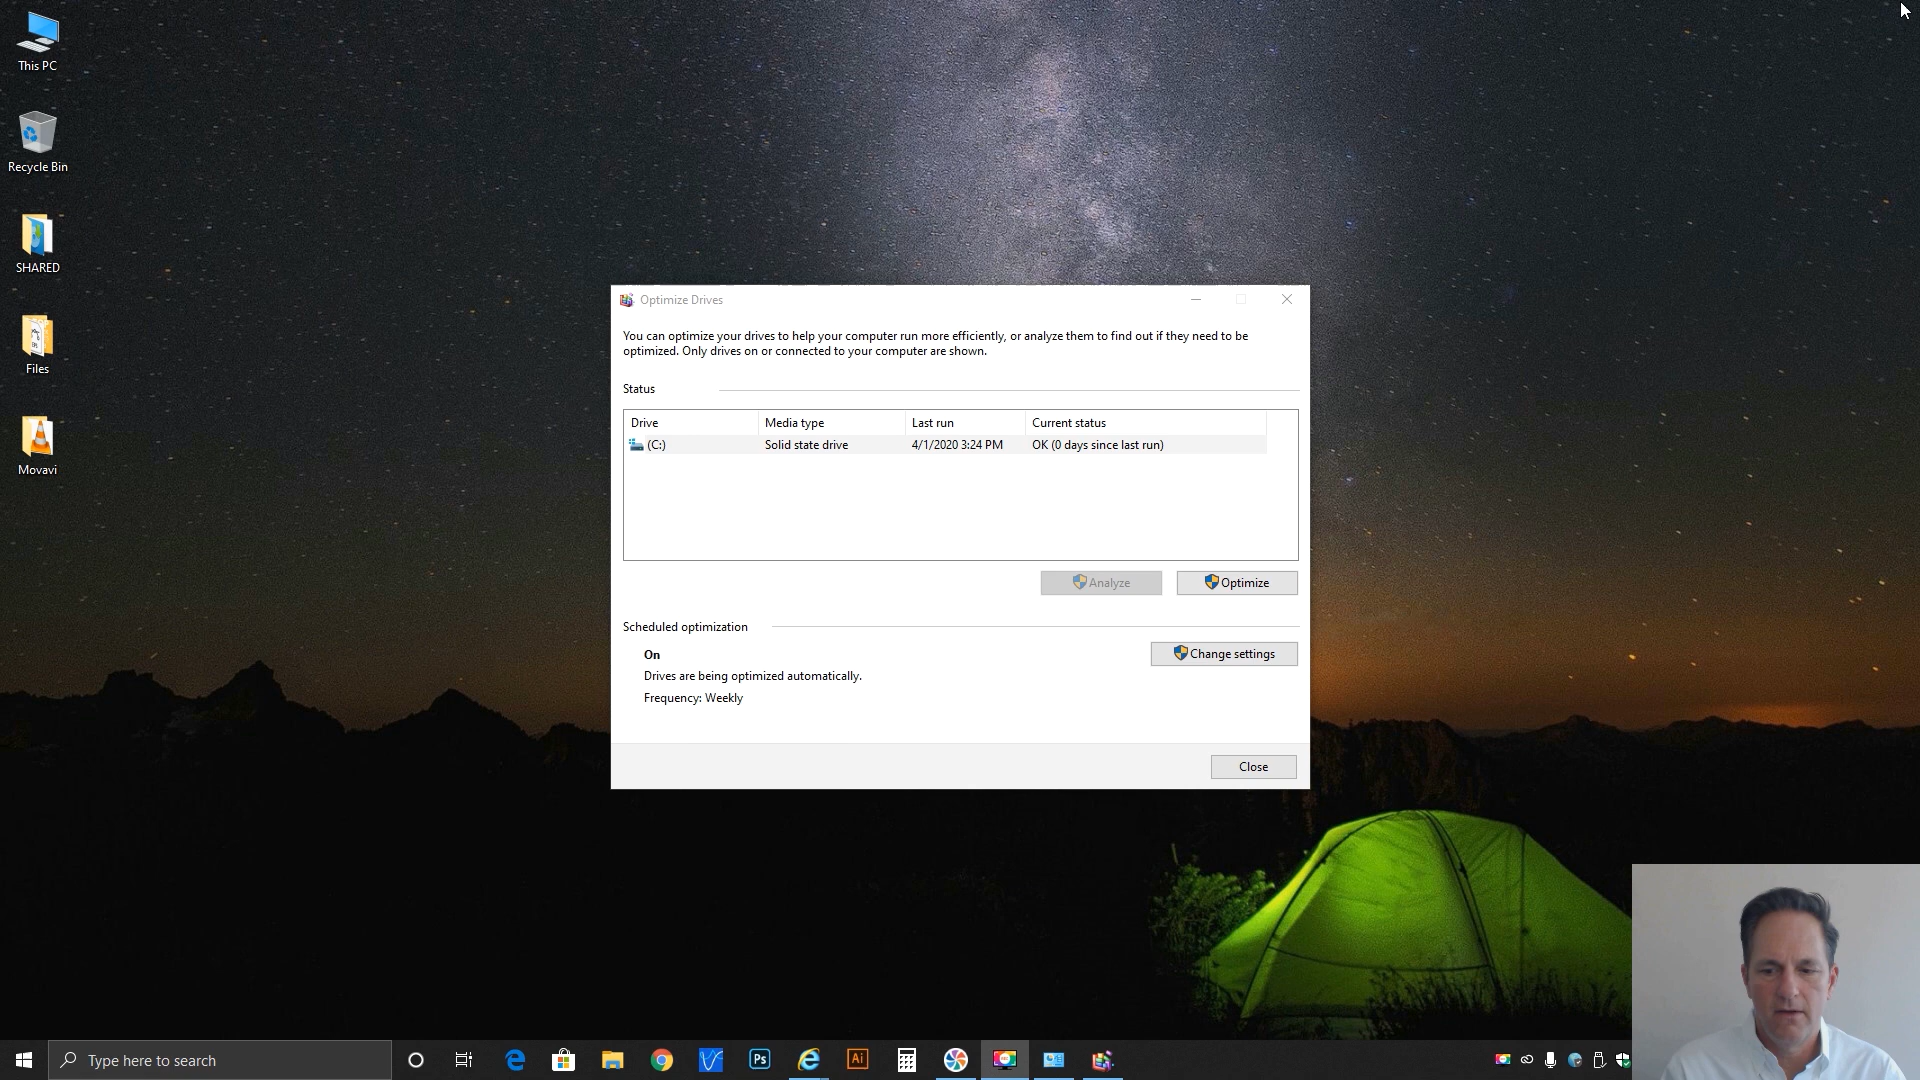 This PC
Recycle Bin
SHARED
Files
Movavi
Optimize Drives
You can optimize your drives to help your computer run more efficiently, or analyze them to find out if they need to be
optimized. Only drives on or connected to your computer are shown.
Status
Drive Media type Last run Current status
(C:) Solid state drive 4/1/2020 3:24 PM OK (0 days since last run)
Analyze Optimize
Scheduled optimization
On
Change settings
Drives are being optimized automatically.
Frequency: Weekly
Close
Type here to search
Ps
Ai